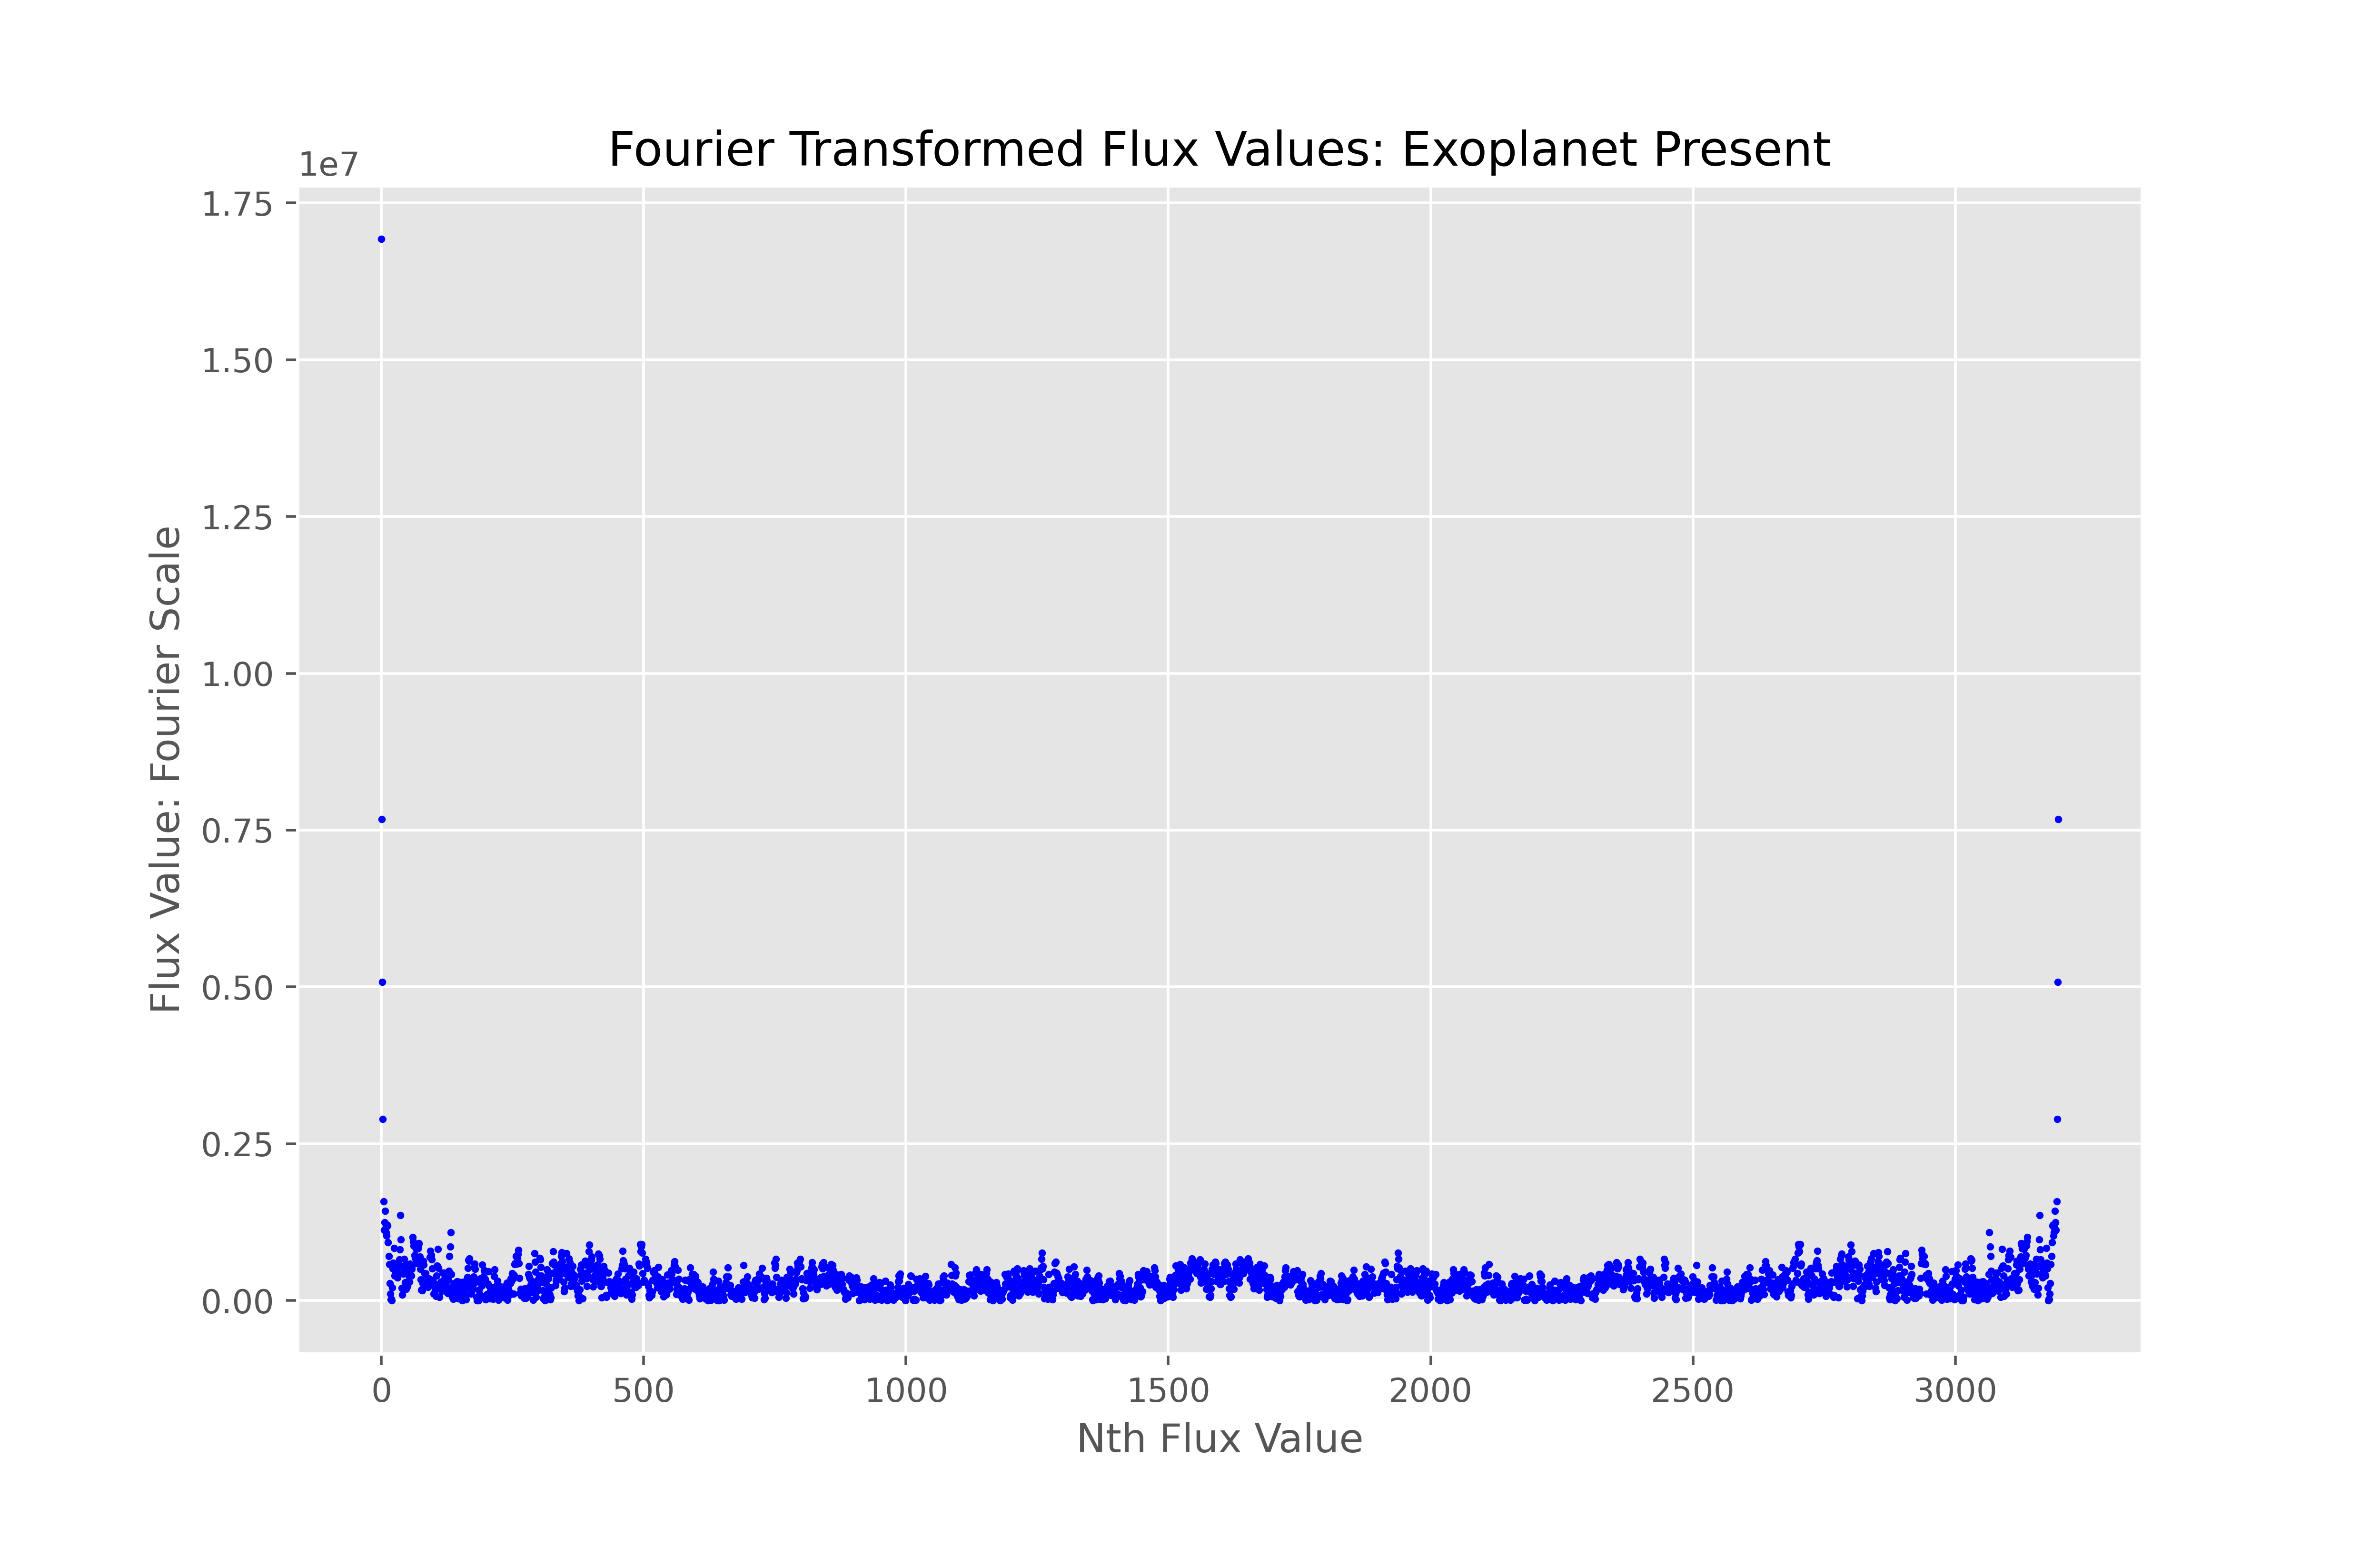 Fourier Transformed Flux Values: Exoplanet Present
1e7
1.75
1.50
1.25
1.00
0.75
0.50
0.25
0.00
Flux Value: Fourier Scale
0 500 1000 1500 2000 2500 3000
Nth Flux Value